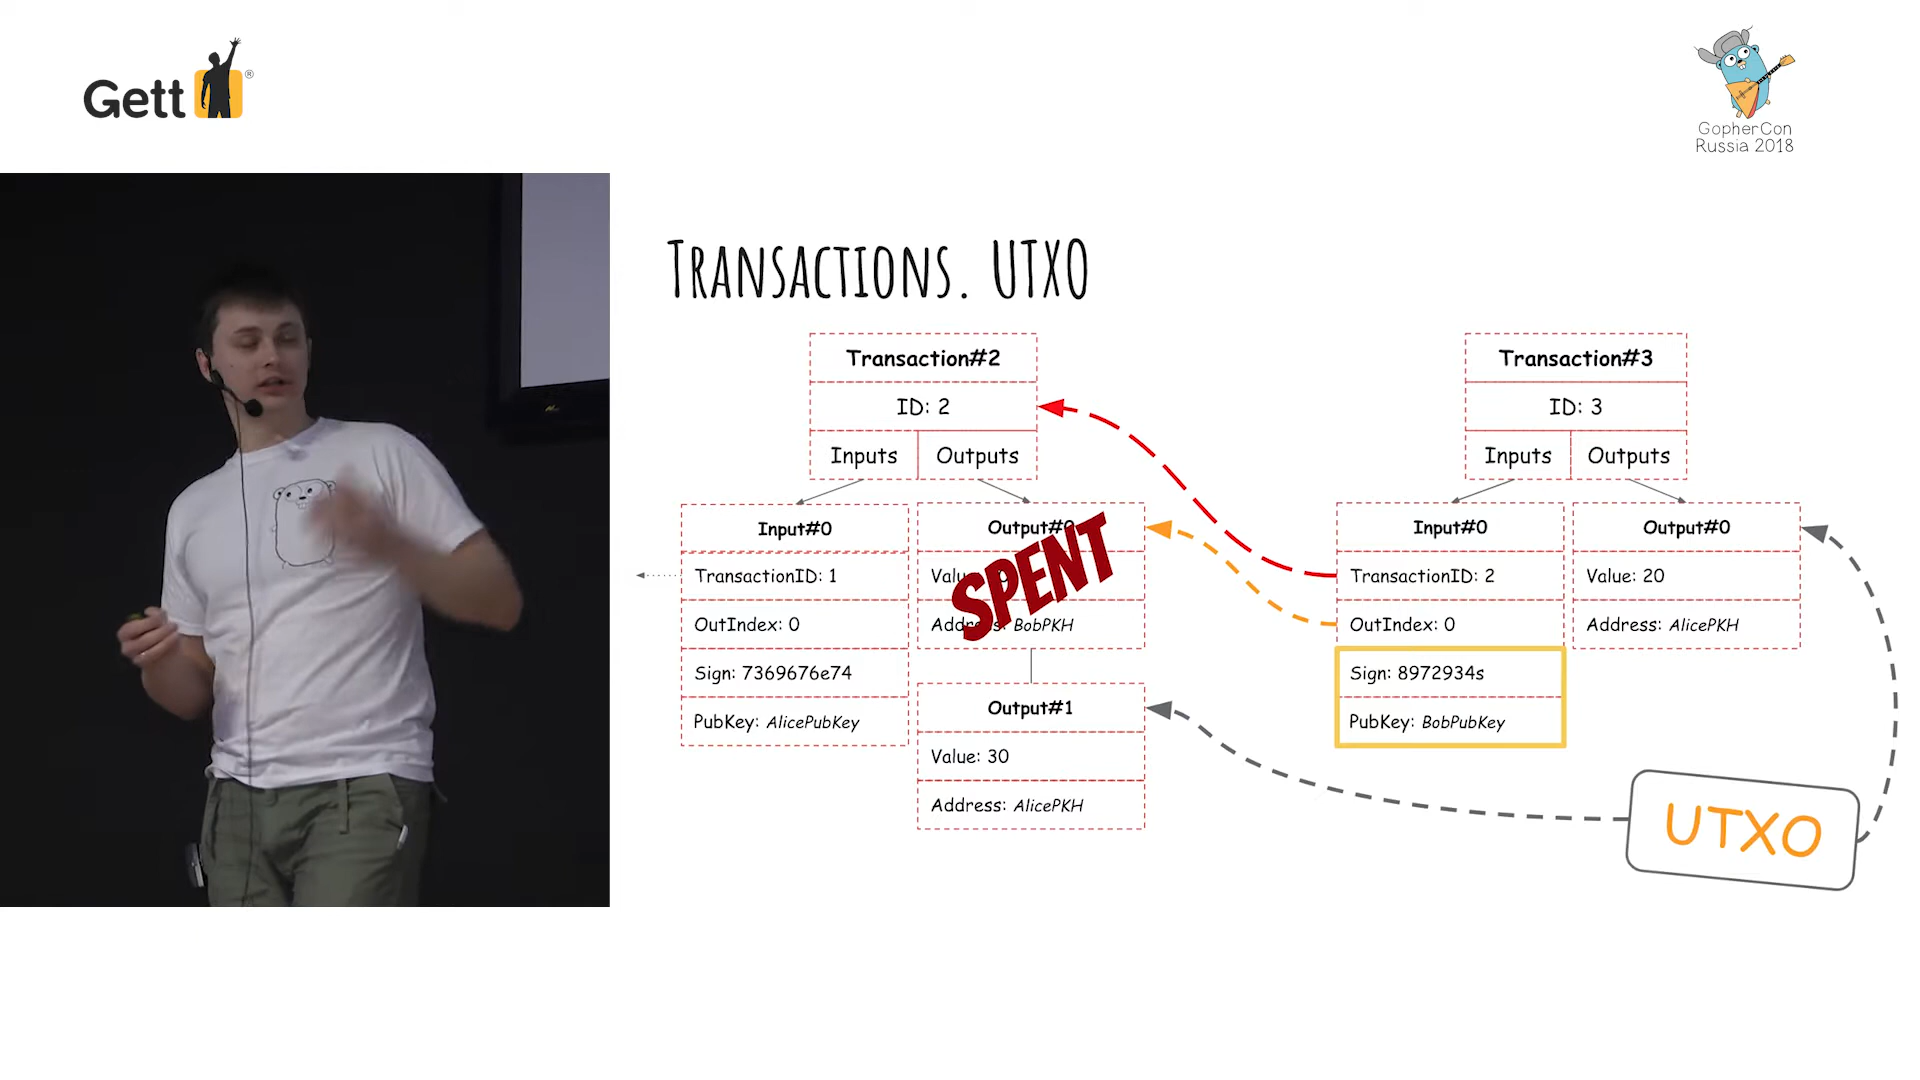 Gett
®
GopherCon
Russia 2018
TRANSACTIONS. UTXO
Transaction#2
ID: 2
Inputs
Outputs
Input#0
TransactionID: 1
OutIndex: 0
Sign: 7369676e74
PubKey: AlicePubKey
Output#0
SPENT
Address: BobPKH
Output#1
Value: 30
Address: AlicePKH
Transaction#3
ID: 3
Inputs
Outputs
Input#0
TransactionID: 2
OutIndex: 0
Sign: 8972934s
PubKey: BobPubKey
Output#0
Value: 20
Address: AlicePKH
UTXO